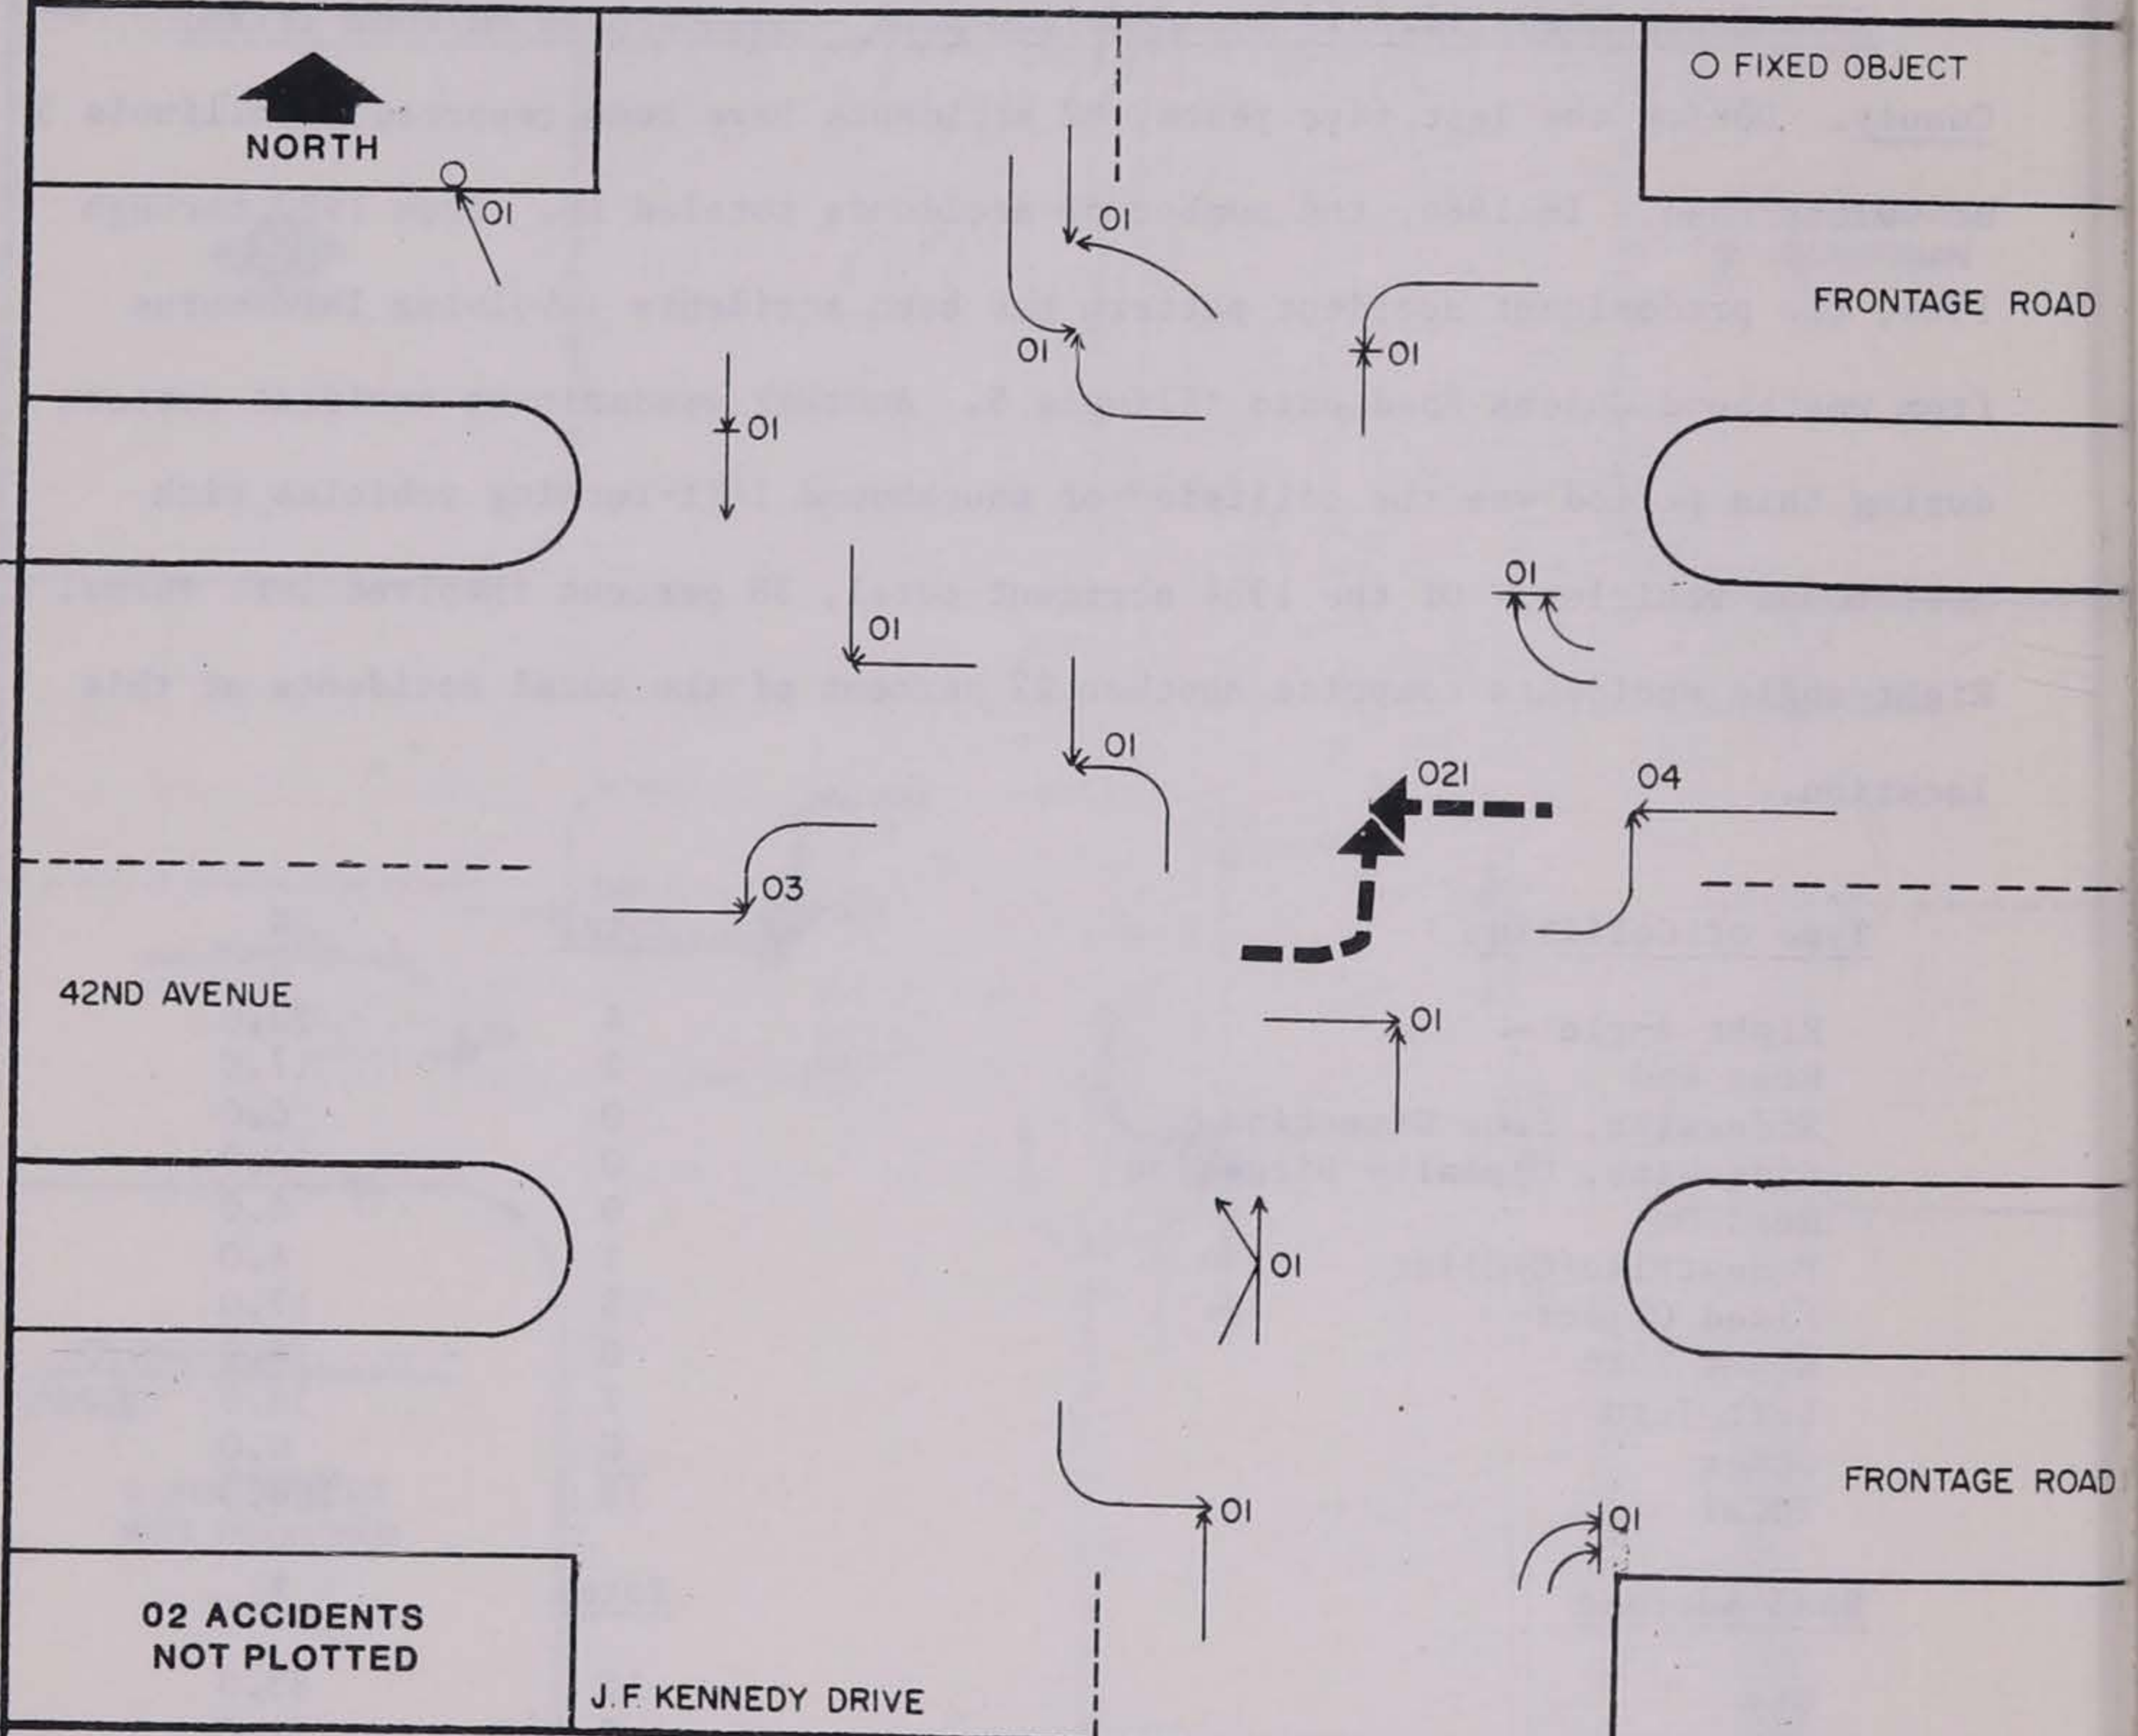 NORTH
○ FIXED OBJECT
01
01
FRONTAGE ROAD
01
01
01
01
01
01
021
04
03
42ND AVENUE
01
01
FRONTAGE ROAD
01
01
02 ACCIDENTS
NOT PLOTTED
J.F. KENNEDY DRIVE